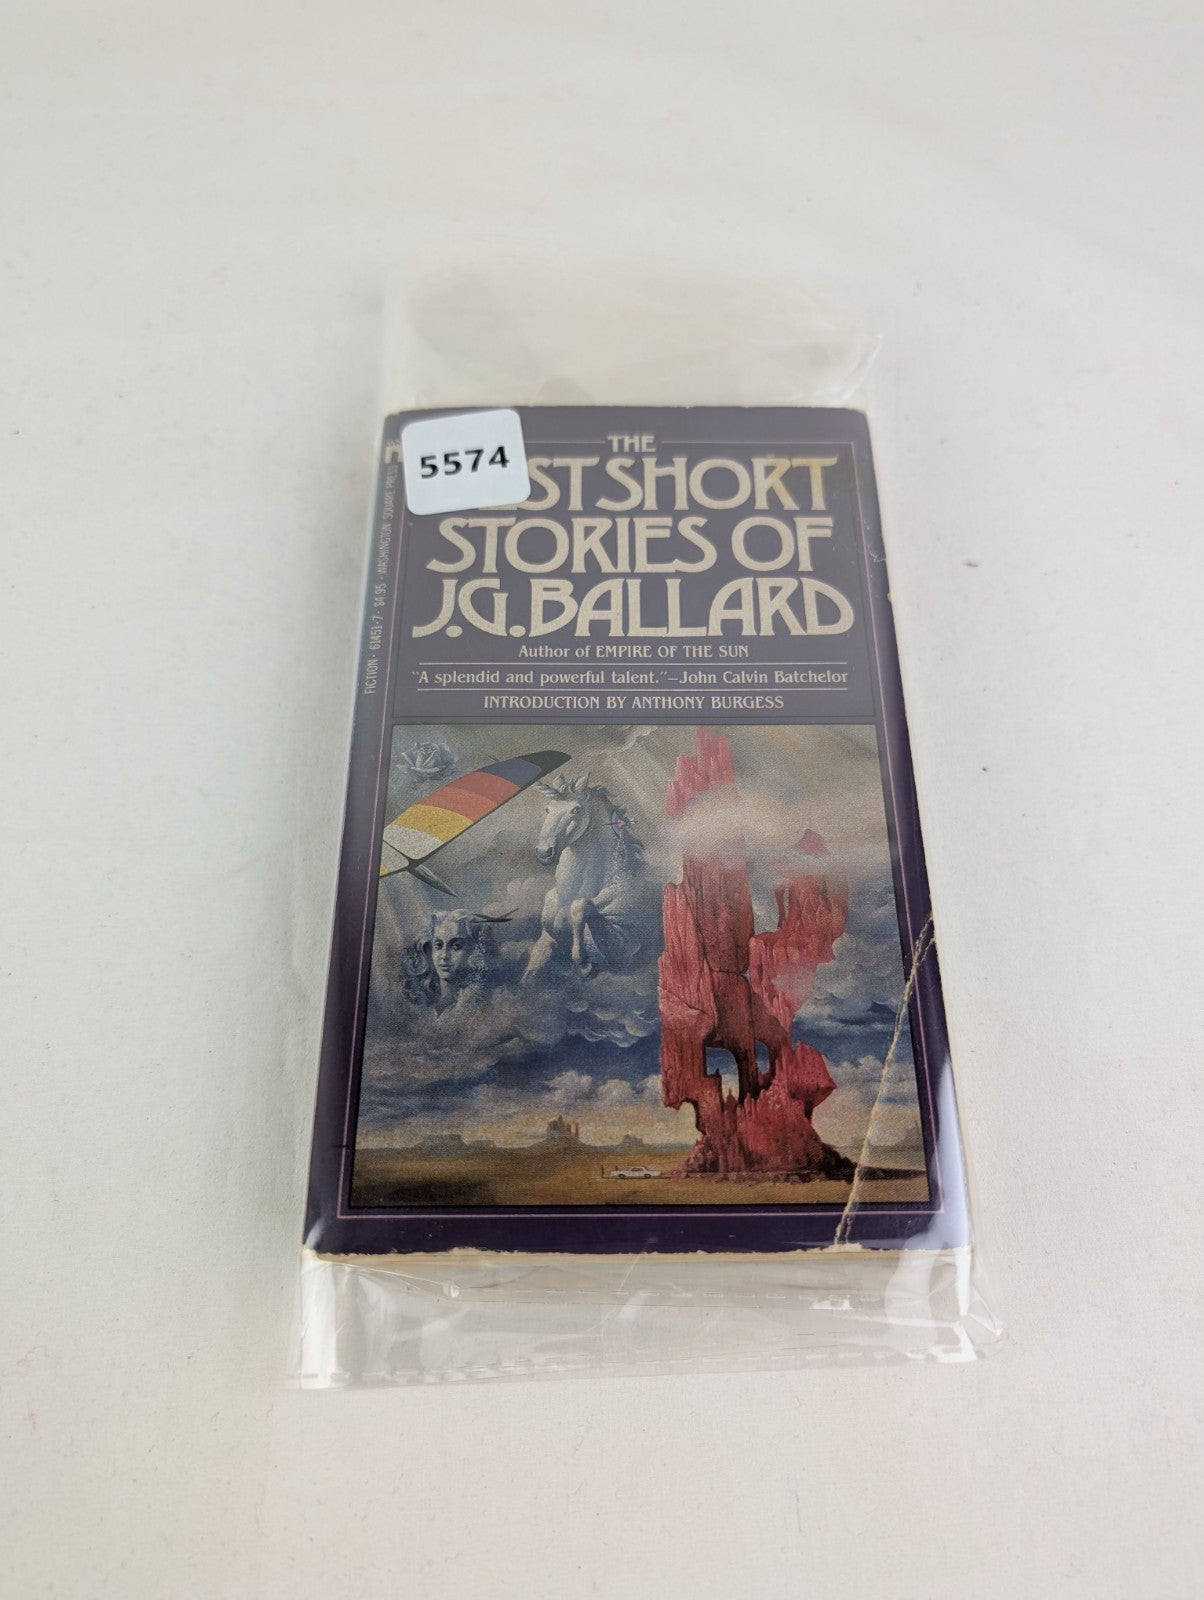 5574
THE
ST SHORT
STORIES OF
J.G. BALLARD
Author of EMPIRE OF THE SUN
"A splendid and powerful talent."—John Calvin Batchelor
INTRODUCTION BY ANTHONY BURGESS
FICTION · 61451-7 · $4.95 · WASHINGTON SQUARE PRESS